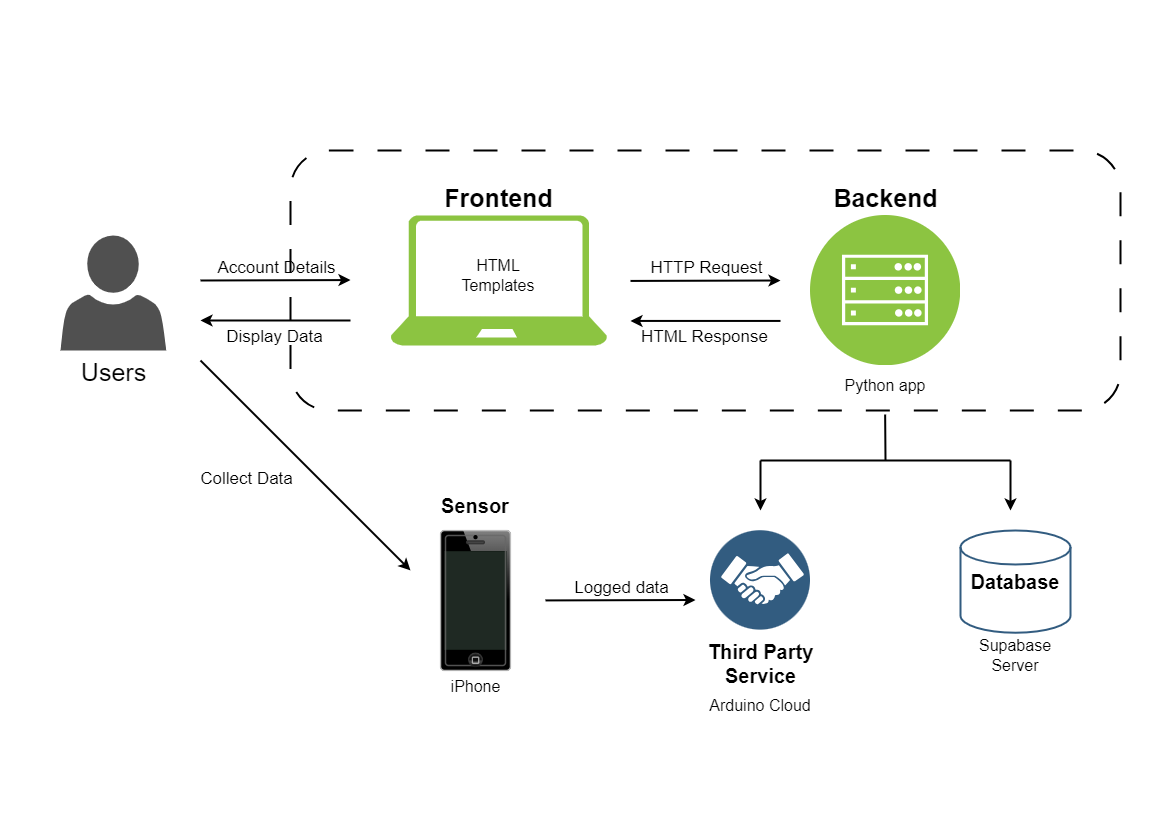 Frontend
Backend
Account Details
HTML
Templates
HTTP Request
Display Data
HTML Response
Users
Python app
Collect Data
Sensor
Logged data
Database
iPhone
Third Party
Service
Arduino Cloud
Supabase
Server